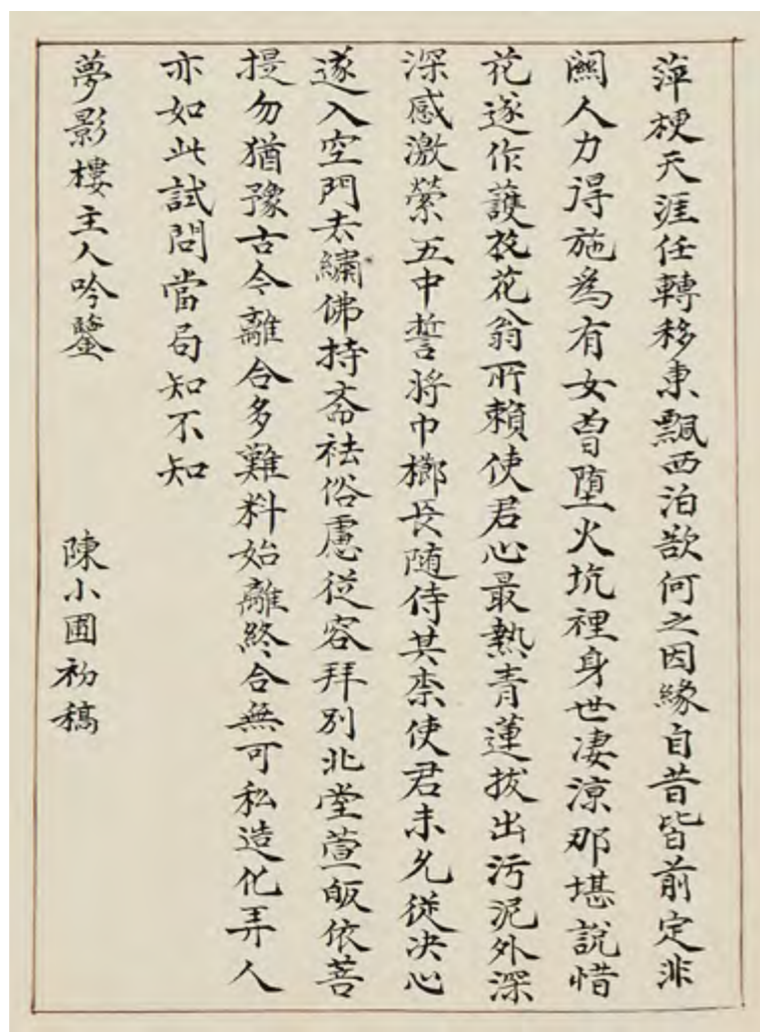 萍梗天涯任轉移東飄西泊欲何之因緣自昔皆前定非
關人力得施為有女曾墮火坑裡身世凄涼那堪說惜
花遂作護花翁所賴使君心最熱青蓮拔出污泥外深
深感激縈五中誓將巾櫛長隨侍其柰使君未允從決心
遂入空門去繡佛持齋祛俗慮從容拜別北堂萱皈依菩
提勿猶豫古今離合多難料始離終合無可私造化弄人
亦如此試問當局知不知
夢影樓主人吟鑒
陳小圃初稿